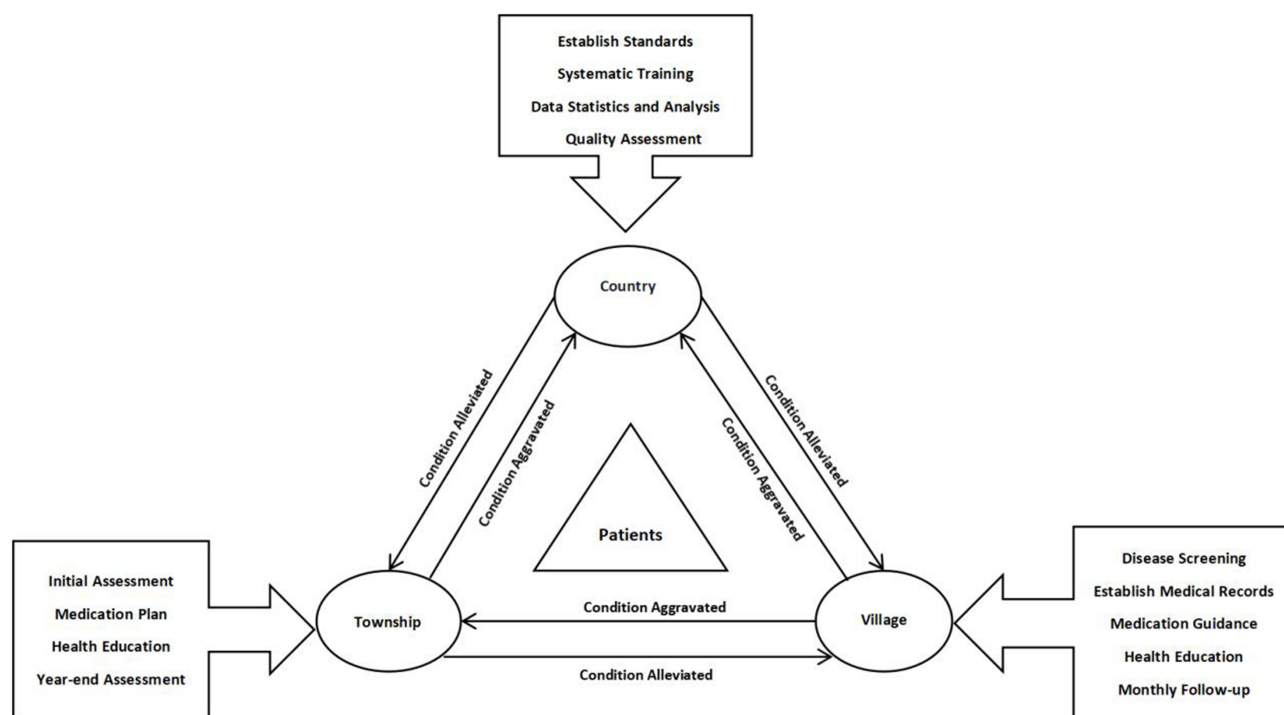 Establish Standards
Systematic Training
Data Statistics and Analysis
Quality Assessment
Country
Condition Alleviated
Condition Aggravated
Condition Aggravated
Condition Alleviated
Patients
Initial Assessment
Medication Plan
Health Education
Year-end Assessment
Township
Condition Aggravated
Condition Alleviated
Village
Disease Screening
Establish Medical Records
Medication Guidance
Health Education
Monthly Follow-up